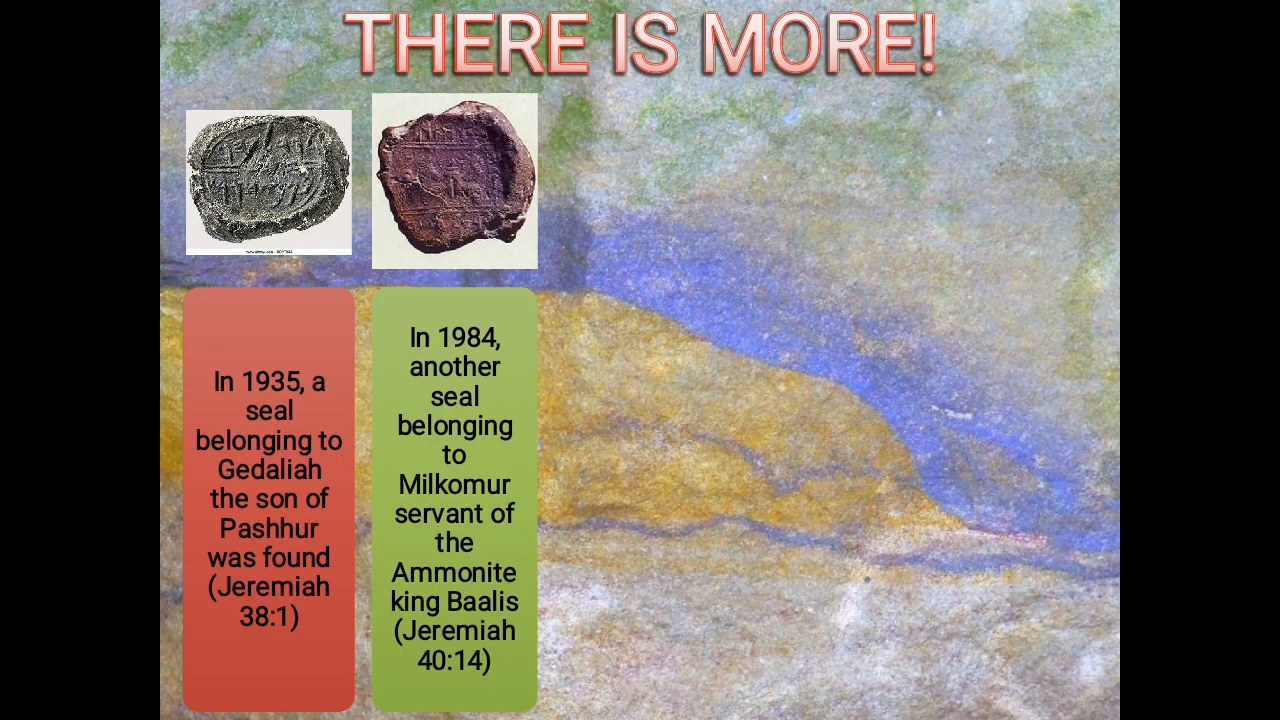 THERE IS MORE!
In 1935, a
seal
belonging to
Gedaliah
the son of
Pashhur
was found
(Jeremiah
38:1)
In 1984,
another
seal
belonging
to
Milkomur
servant of
the
Ammonite
king Baalis
(Jeremiah
40:14)